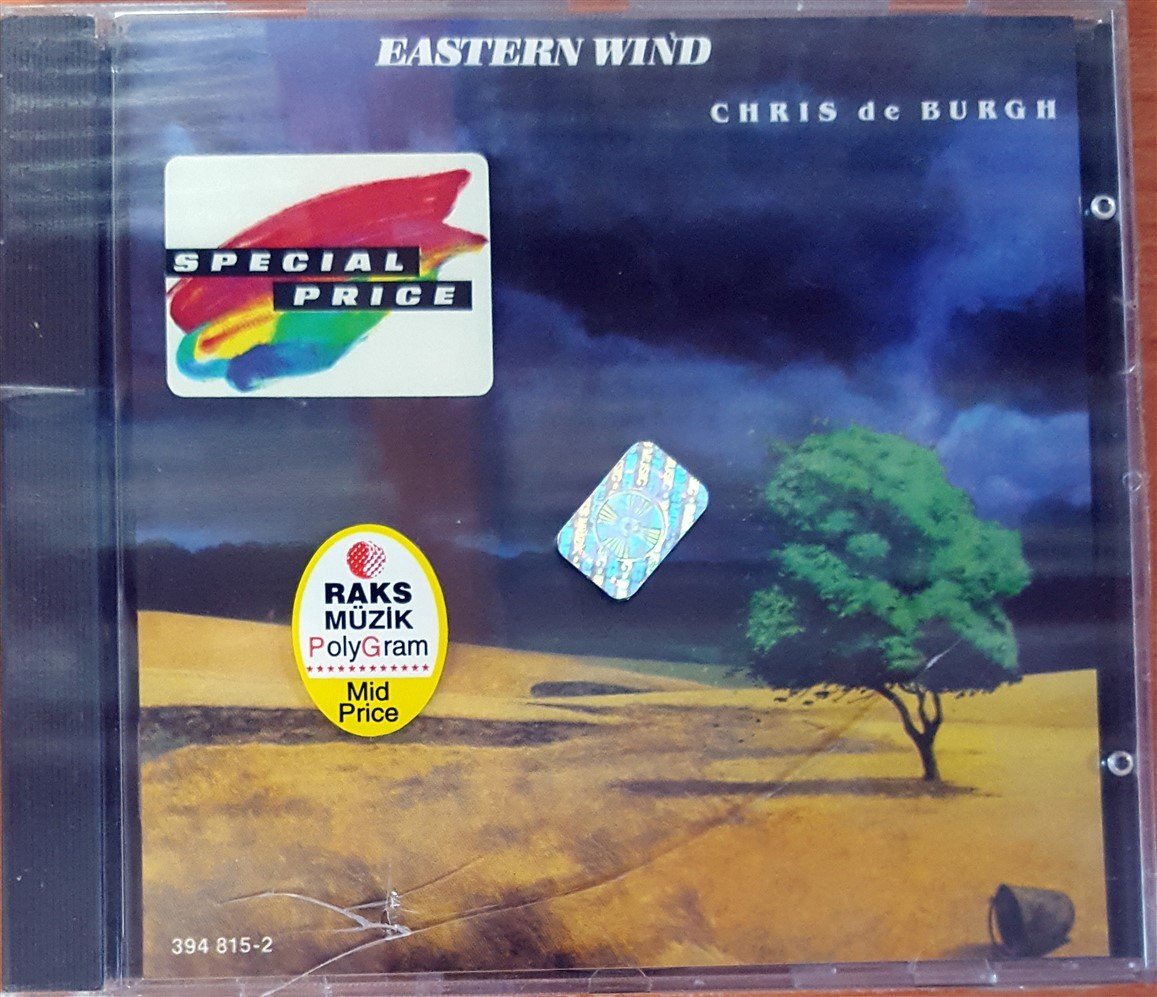 EASTERN WIND
CHRIS de BURGH
SPECIAL
PRICE
RAKS
MÜZİK
PolyGram
Mid
Price
394 815-2